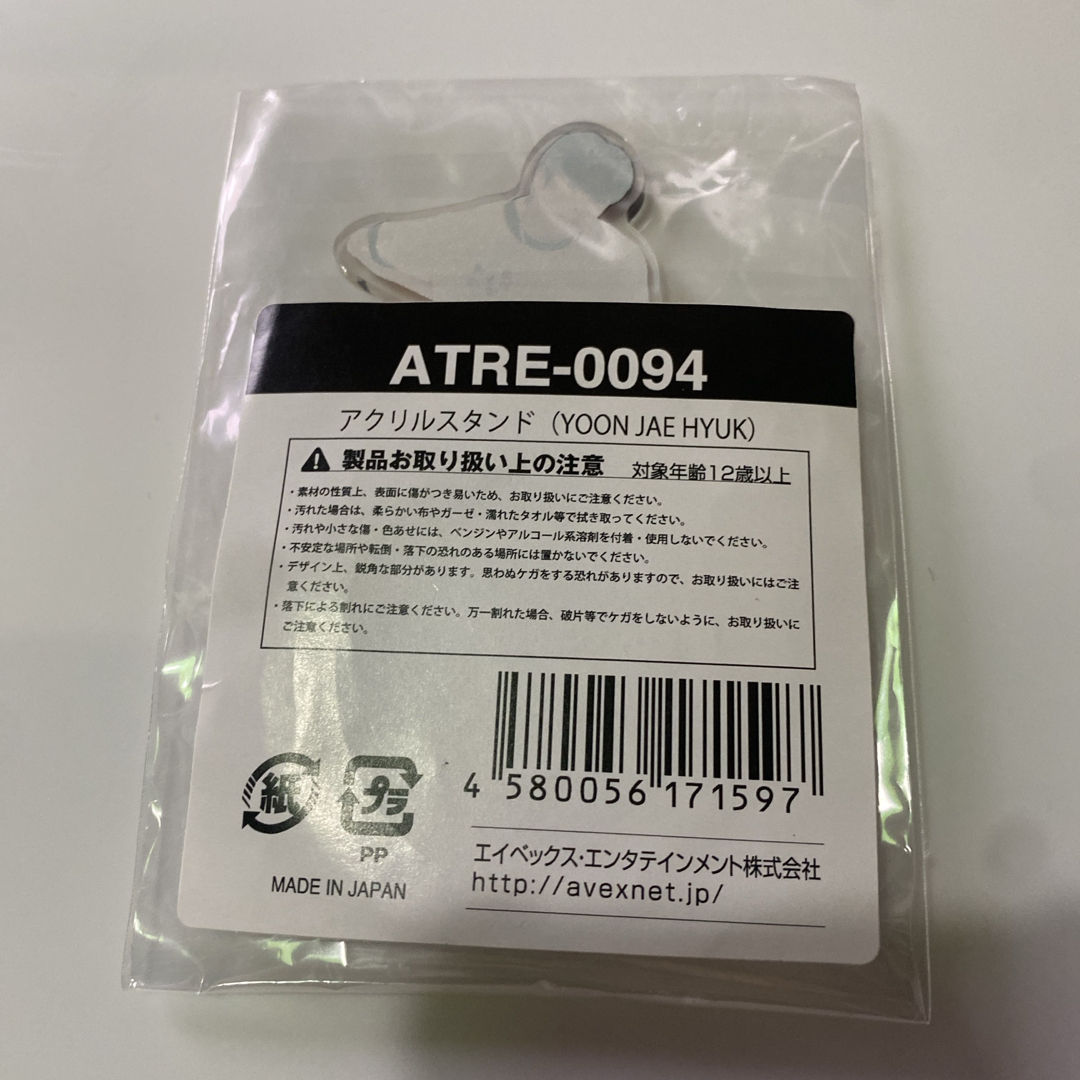 ATRE-0094
アクリルスタンド（YOON JAE HYUK）
製品お取り扱い上の注意 対象年齢12歳以上
・素材の性質上、表面に傷がつき易いため、お取り扱いにご注意ください。
・汚れた場合は、柔らかい布やガーゼ・濡れたタオル等で拭き取ってください。
・汚れや小さな傷・色あせには、ベンジンやアルコール系溶剤を付着・使用しないでください。
・不安定な場所や転倒・落下の恐れのある場所には置かないでください。
・デザイン上、鋭角な部分があります。思わぬケガをする恐れがありますので、お取り扱いにはご注
意ください。
・落下による割れにご注意ください。万一割れた場合、破片等でケガをしないように、お取り扱いに
ご注意ください。
4 580056 171597
紙
プラ
PP
MADE IN JAPAN
エイベックス・エンタテインメント株式会社
http://avexnet.jp/